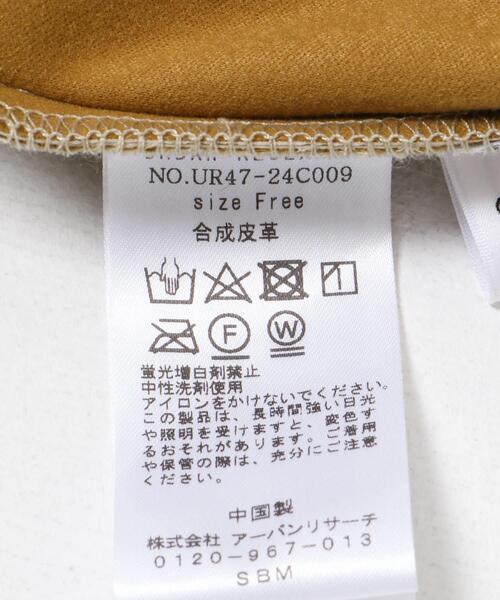 NO.UR47-24C009
size Free
合成皮革
F W
蛍光増白剤禁止
中性洗剤使用
アイロンをかけないでください。
この製品は、長時間強い日光
や照明を受けますと、変色す
るおそれがあります。ご着用
や保管の際は、充分にご注意
ください。
中国製
株式会社 アーバンリサーチ
0120-967-013
SBM